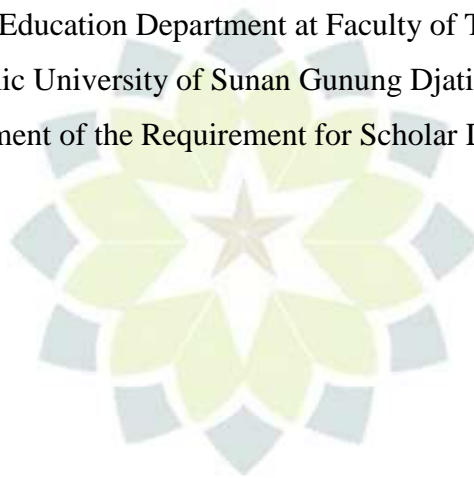 Education Department at Faculty of
ic University of Sunan Gunung Djati
ment of the Requirement for Scholar